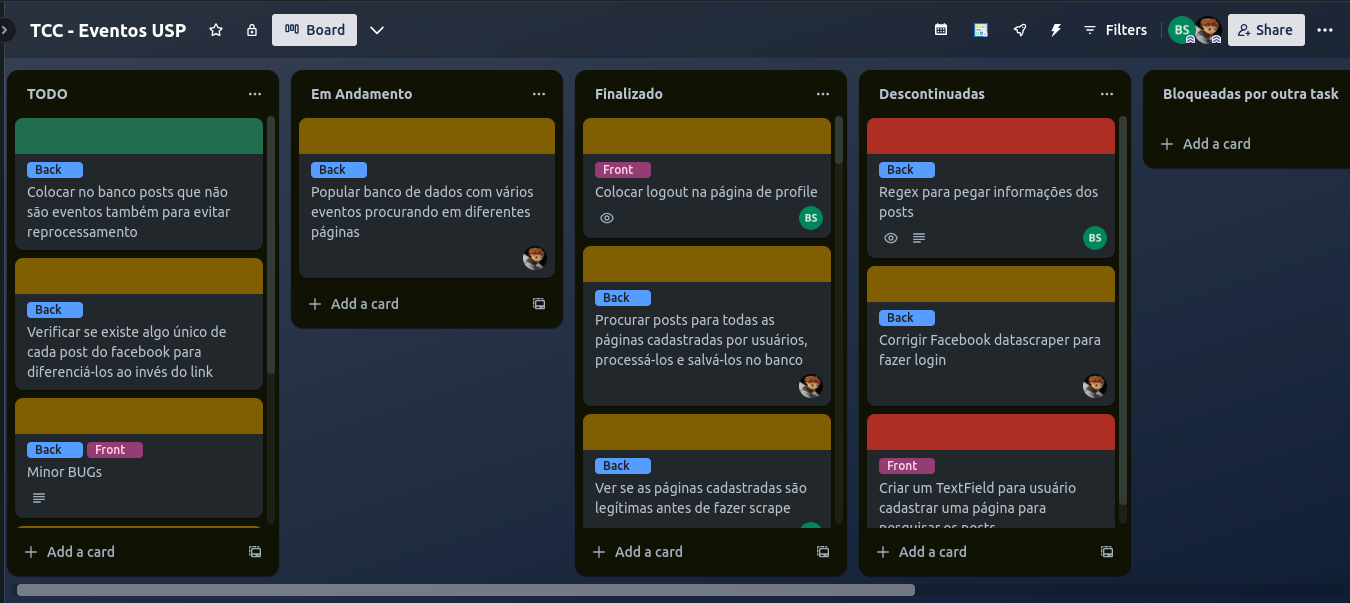 TCC - Eventos USP
Board
Filters
BS
Share
TODO
Back
Colocar no banco posts que não
são eventos também para evitar
reprocessamento
Back
Verificar se existe algo único de
cada post do facebook para
diferenciá-los ao invés do link
Back Front
Minor BUGs
Add a card
Em Andamento
Back
Popular banco de dados com vários
eventos procurando em diferentes
páginas
Add a card
Finalizado
Front
Colocar logout na página de profile
BS
Back
Procurar posts para todas as
páginas cadastradas por usuários,
processá-los e salvá-los no banco
Back
Ver se as páginas cadastradas são
legítimas antes de fazer scrape
Add a card
Descontinuadas
Back
Regex para pegar informações dos
posts
BS
Back
Corrigir Facebook datascraper para
fazer login
Front
Criar um TextField para usuário
cadastrar uma página para
pesquisar os posts
Add a card
Bloqueadas por outra task
Add a card